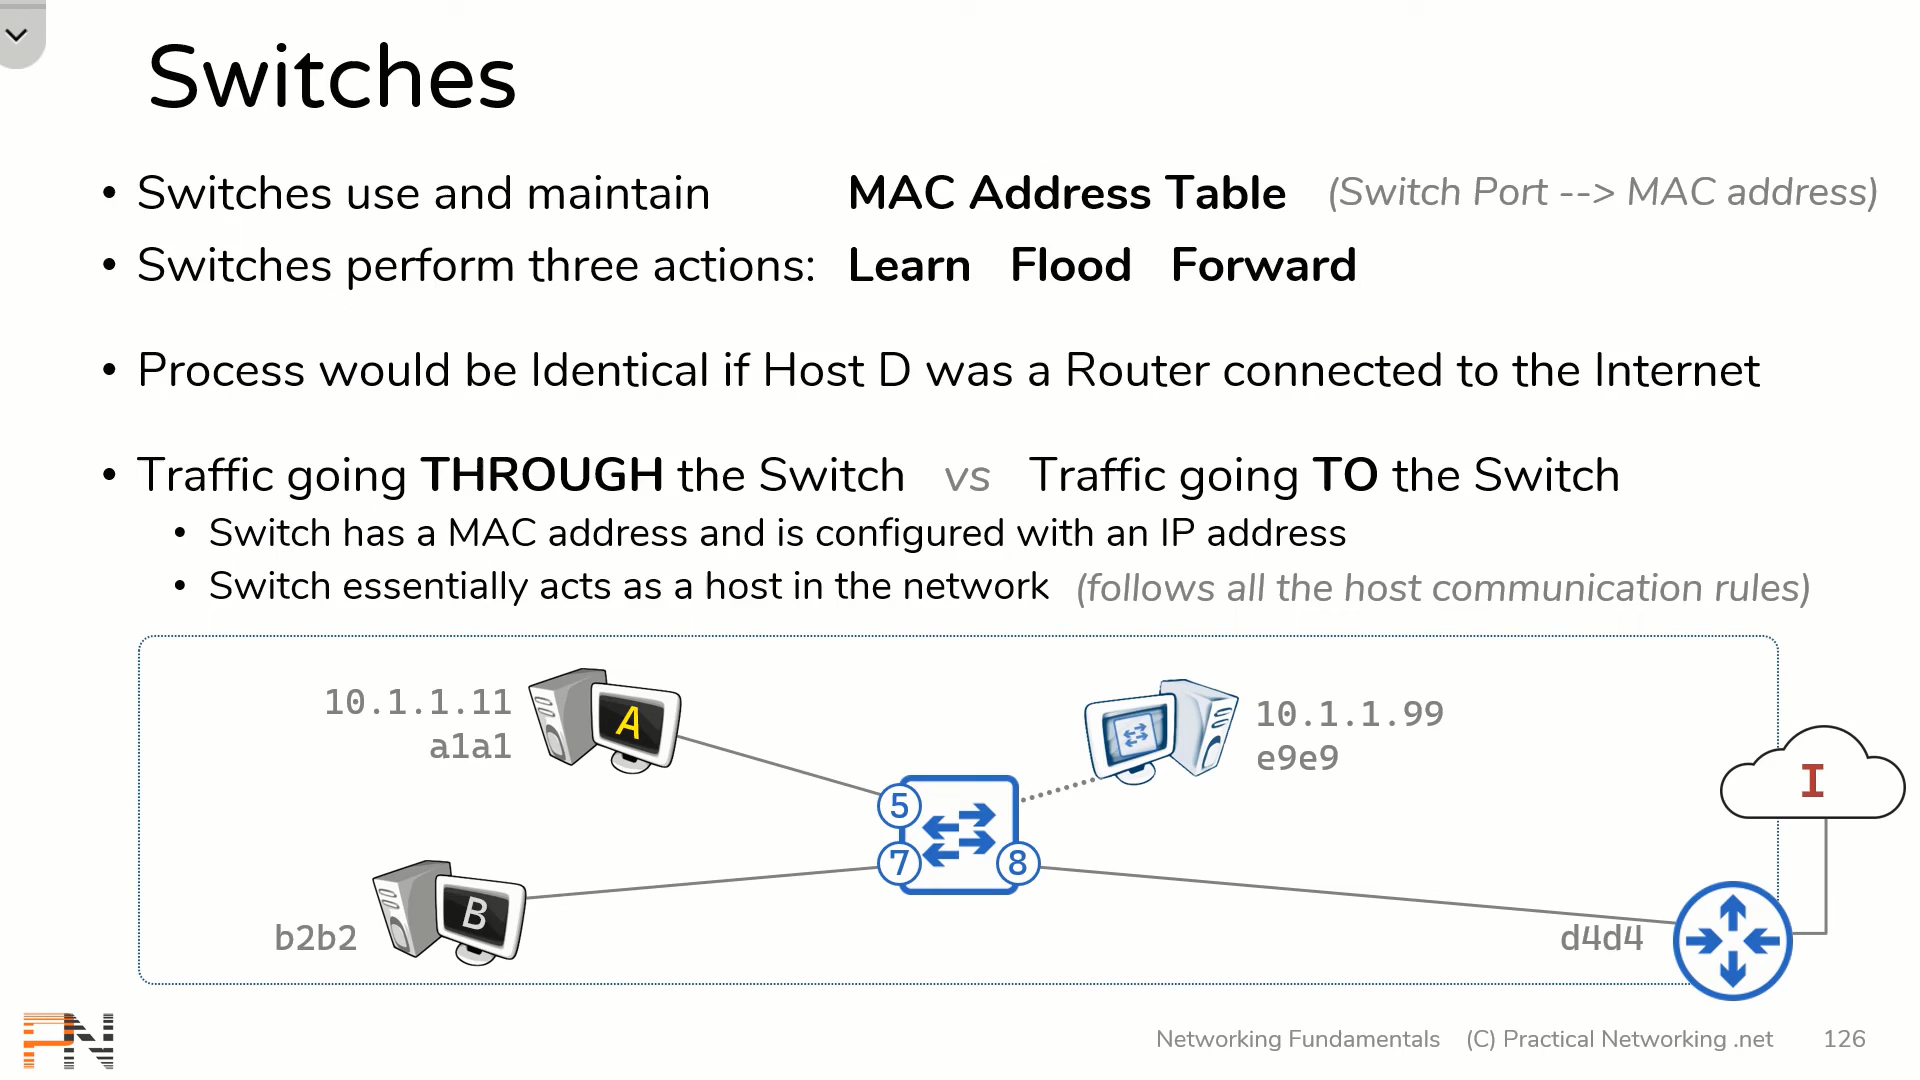 Switches
• Switches use and maintain MAC Address Table (Switch Port --> MAC address)
• Switches perform three actions: Learn Flood Forward
• Process would be Identical if Host D was a Router connected to the Internet
• Traffic going THROUGH the Switch vs Traffic going TO the Switch
• Switch has a MAC address and is configured with an IP address
• Switch essentially acts as a host in the network (follows all the host communication rules)
10.1.1.11
a1a1
A
10.1.1.99
e9e9
I
5
7
8
B
b2b2
d4d4
PN
Networking Fundamentals (C) Practical Networking .net 126